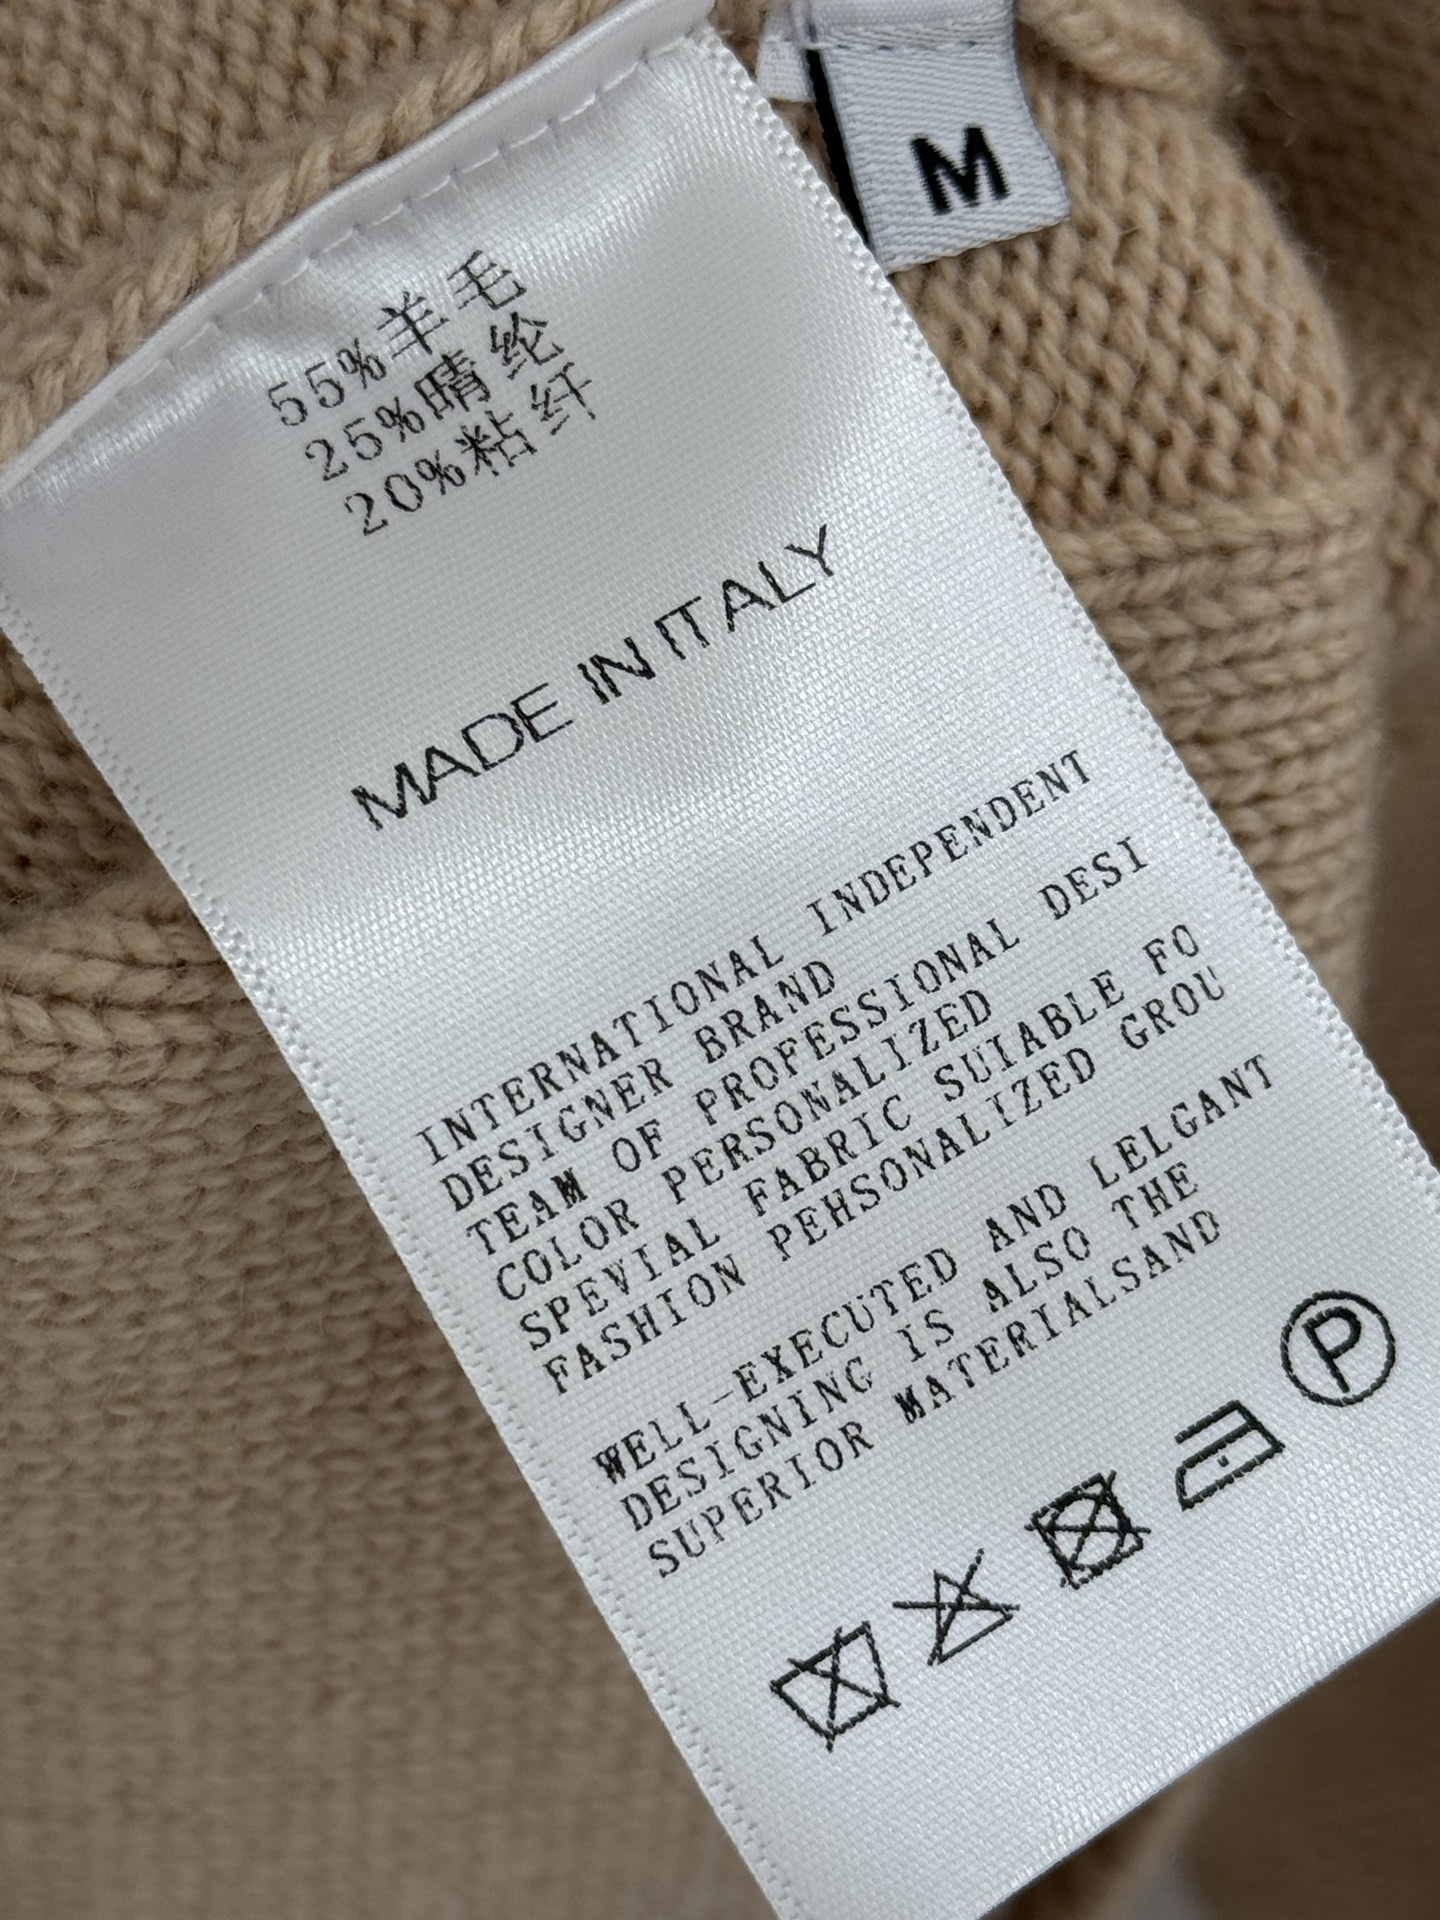 M
55%羊毛
25%晴纶
20%粘纤
MADE IN ITALY
INTERNATIONAL INDEPENDENT
DESIGNER BRAND
TEAM OF PROFESSIONAL DESI
COLOR PERSONALIZED
SPEVIAL FABRIC SUIABLE FO
FASHION PEHSONALIZED GROU
WELL-EXECUTED AND LELGANT
DESIGNING IS ALSO THE
SUPERIOR MATERIALSAND
P